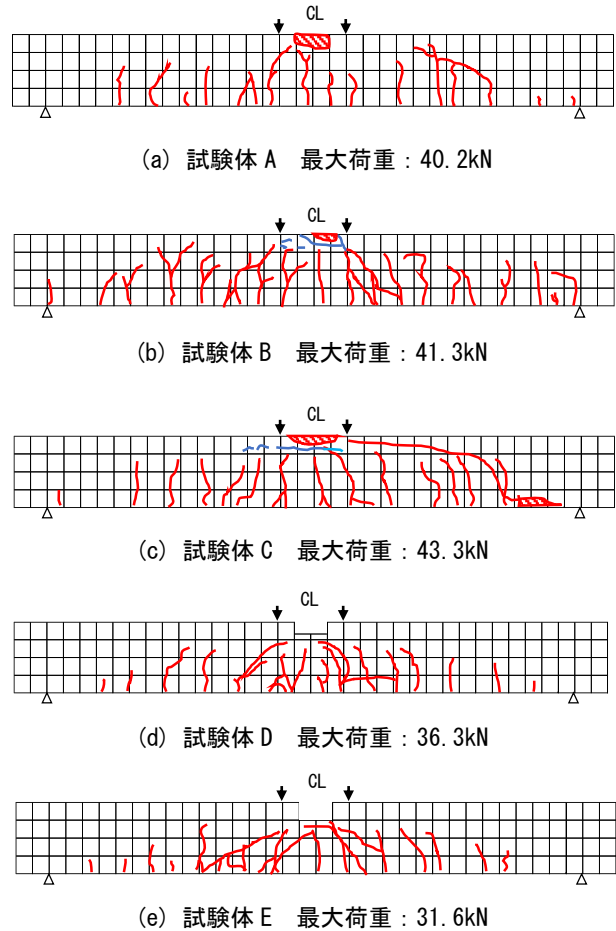 CL
(a) 試験体 A　最大荷重：40.2kN
CL
(b) 試験体 B　最大荷重：41.3kN
CL
(c) 試験体 C　最大荷重：43.3kN
CL
(d) 試験体 D　最大荷重：36.3kN
CL
(e) 試験体 E　最大荷重：31.6kN